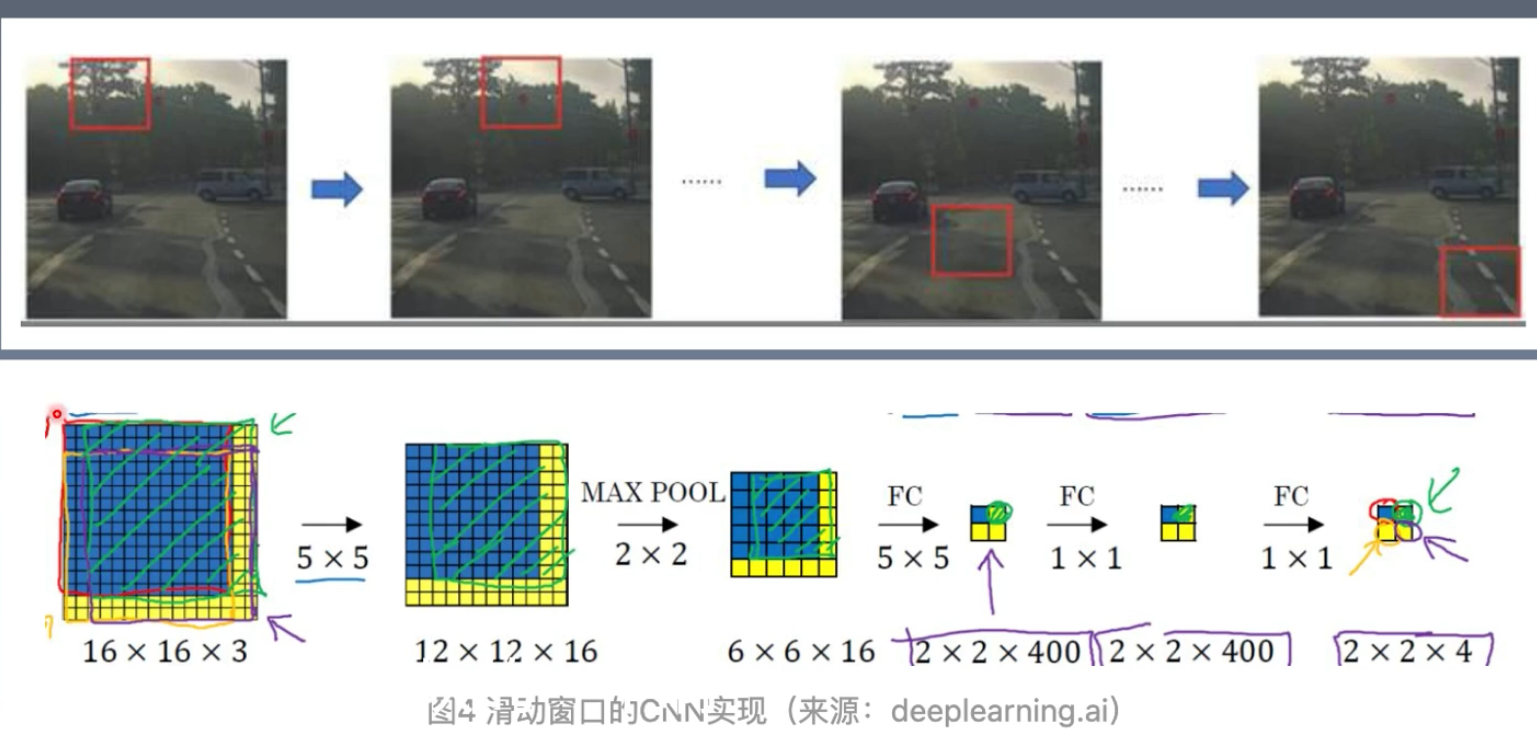 ......
......
MAX POOL
FC
FC
FC
5 × 5
2 × 2
5 × 5
1 × 1
1 × 1
16 × 16 × 3
12 × 12 × 16
6 × 6 × 16
2 × 2 × 400
2 × 2 × 400
2 × 2 × 4
图4 滑动窗口的CNN实现（来源：deeplearning.ai）